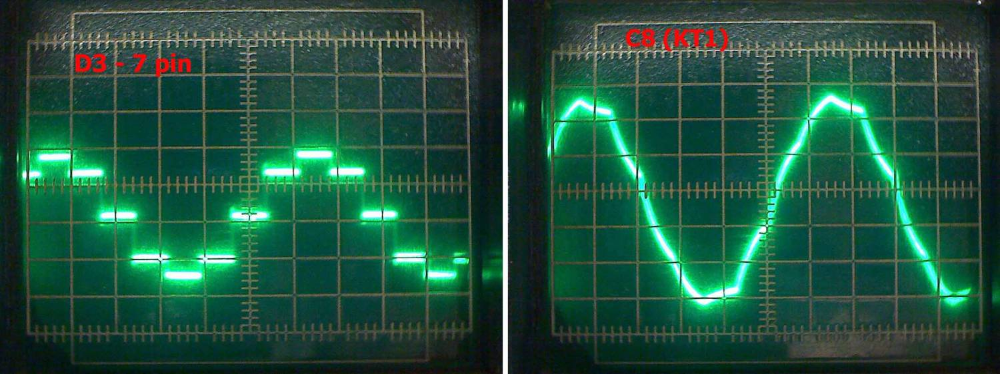 D3 - 7 pin
C8 (KT1)